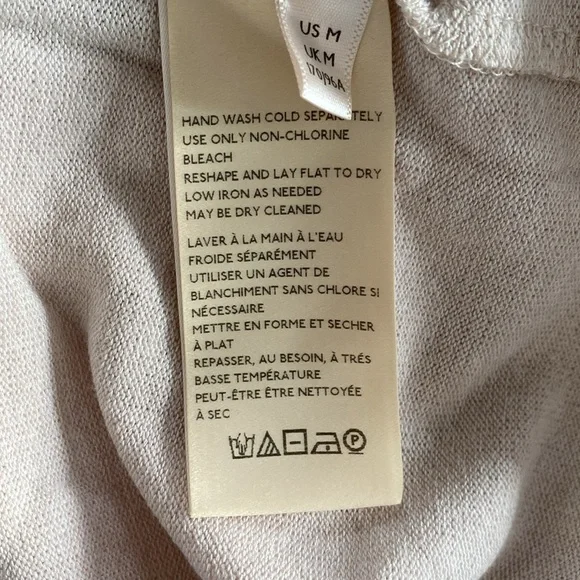 US M
UK M
170/96A
HAND WASH COLD SEPARATELY
USE ONLY NON-CHLORINE
BLEACH
RESHAPE AND LAY FLAT TO DRY
LOW IRON AS NEEDED
MAY BE DRY CLEANED
LAVER À LA MAIN À L'EAU
FROIDE SÉPARÉMENT
UTILISER UN AGENT DE
BLANCHIMENT SANS CHLORE SI
NÉCESSAIRE
METTRE EN FORME ET SECHER
À PLAT
REPASSER, AU BESOIN, À TRÉS
BASSE TEMPÉRATURE
PEUT-ÊTRE ÊTRE NETTOYÉE
À SEC
P